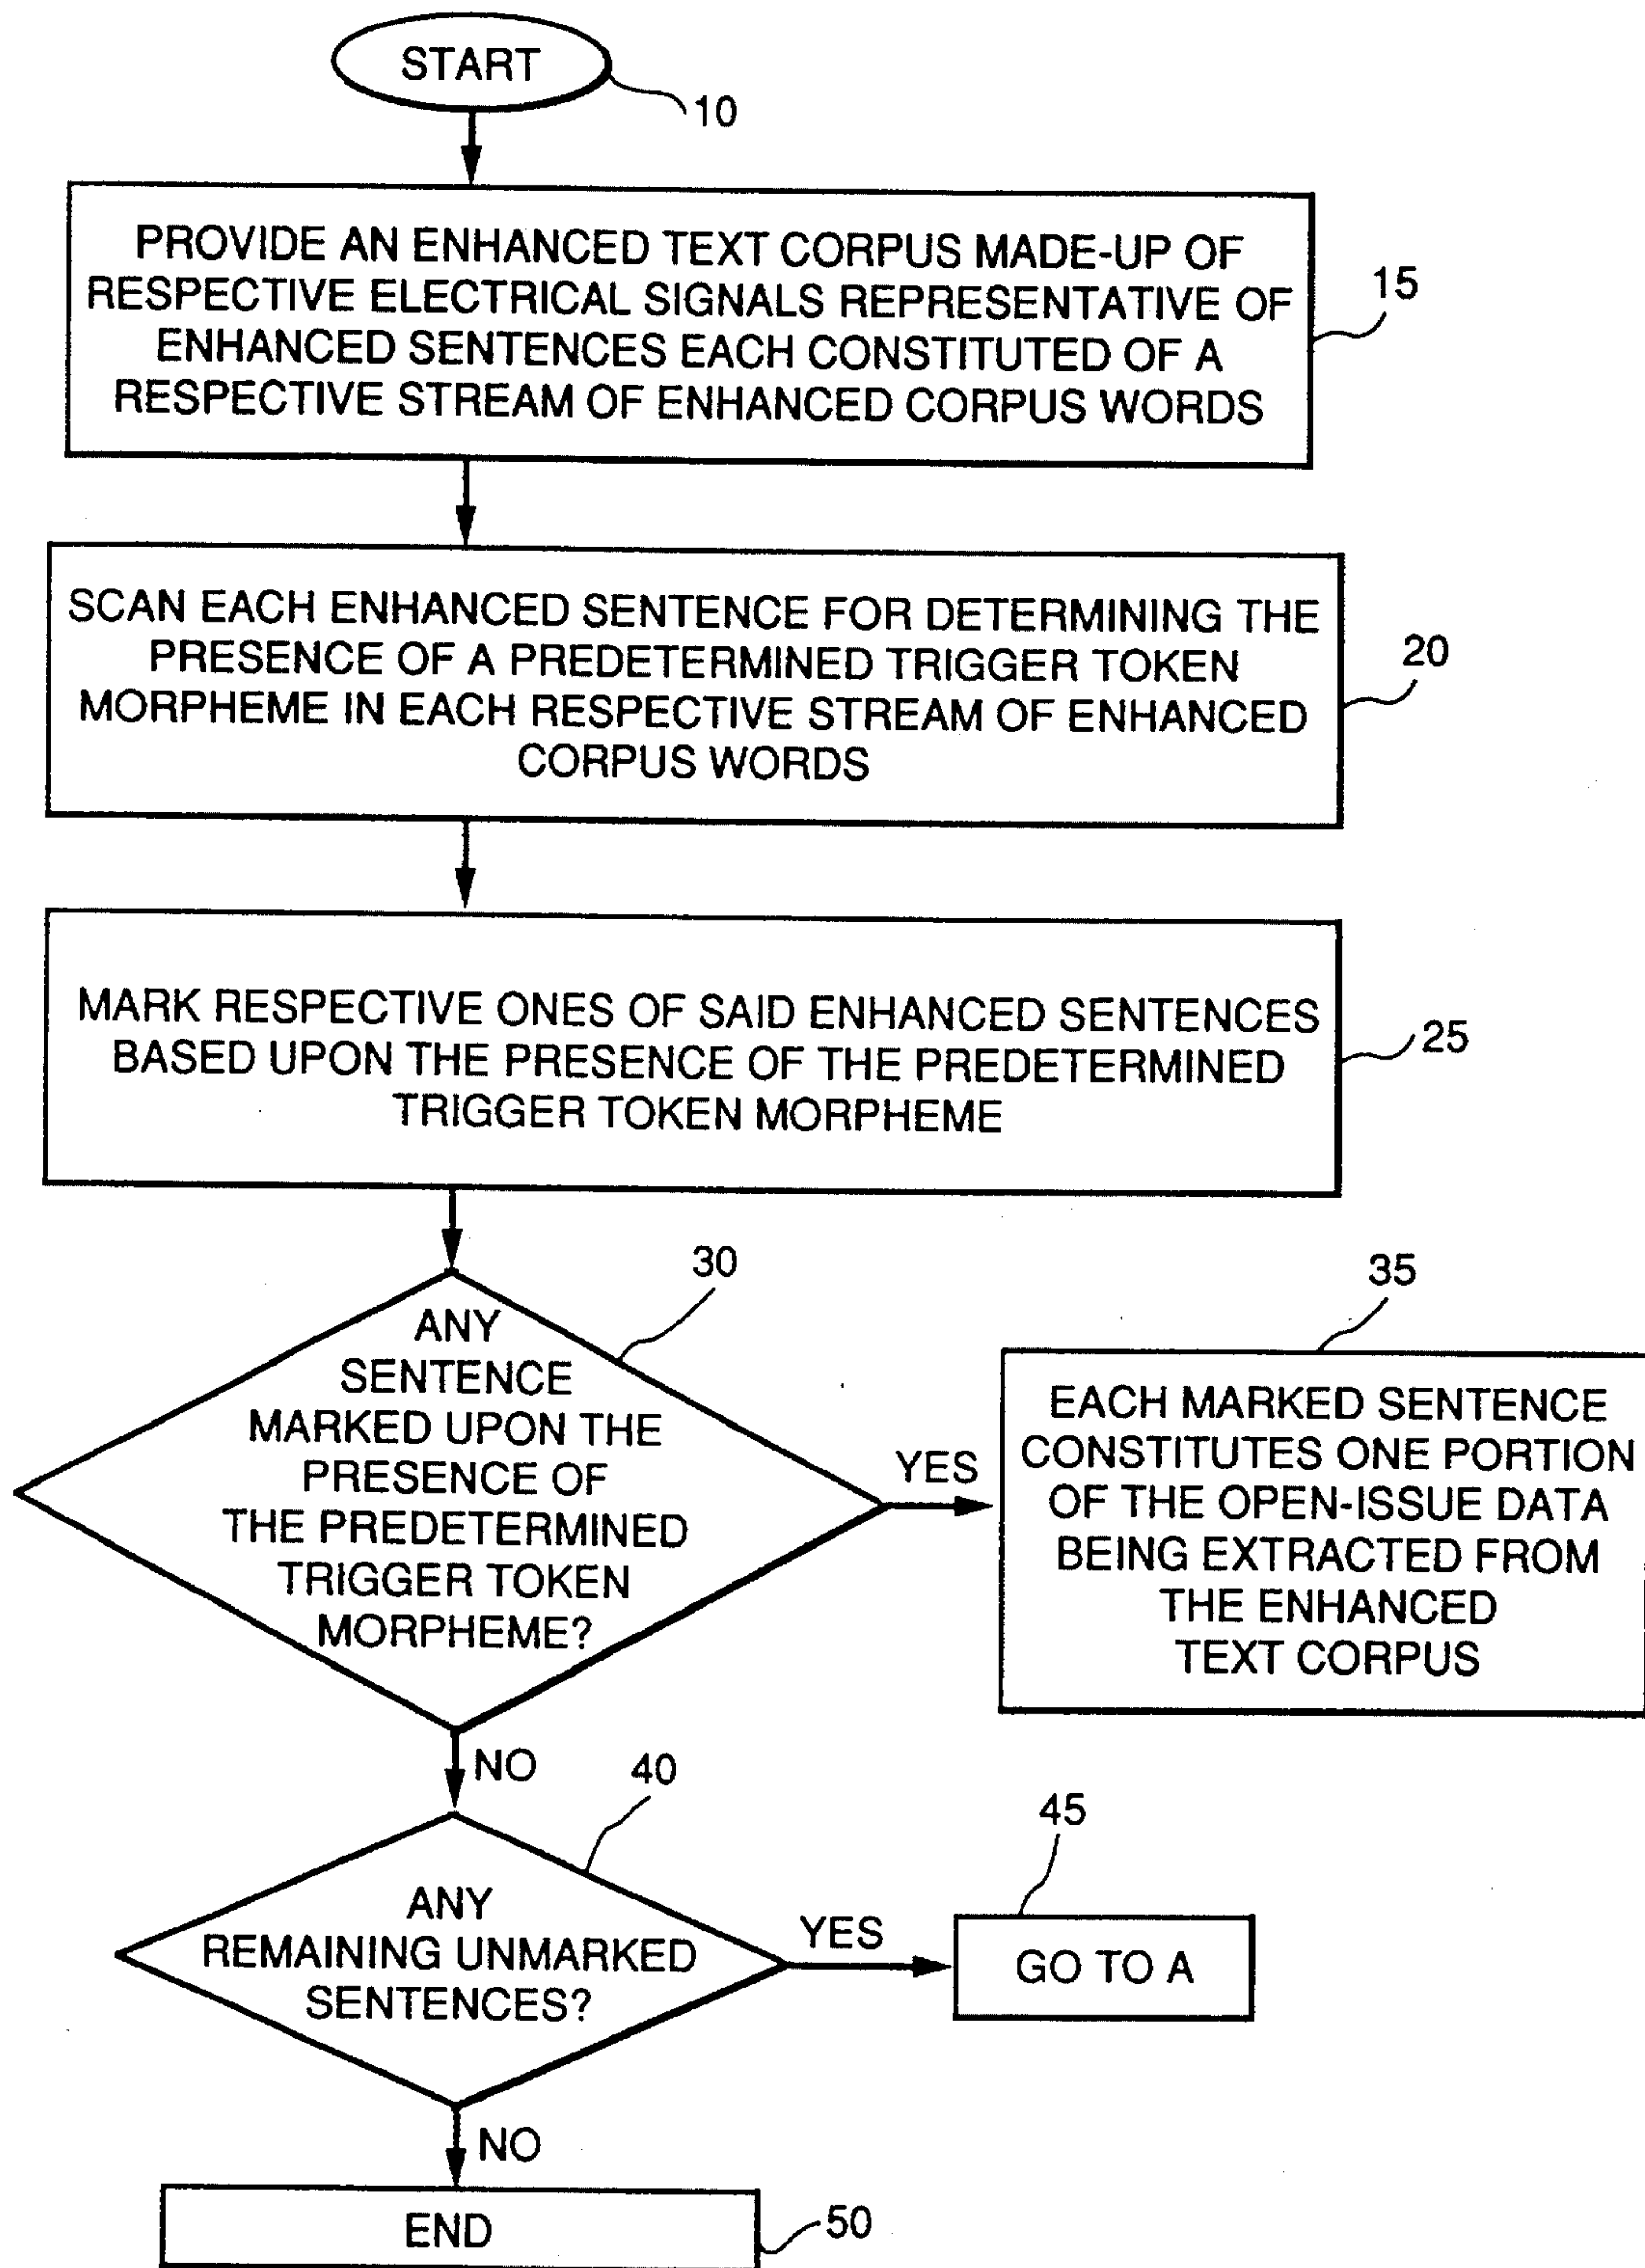 START
10
PROVIDE AN ENHANCED TEXT CORPUS MADE-UP OF
RESPECTIVE ELECTRICAL SIGNALS REPRESENTATIVE OF
ENHANCED SENTENCES EACH CONSTITUTED OF A
RESPECTIVE STREAM OF ENHANCED CORPUS WORDS
15
SCAN EACH ENHANCED SENTENCE FOR DETERMINING THE
PRESENCE OF A PREDETERMINED TRIGGER TOKEN
MORPHEME IN EACH RESPECTIVE STREAM OF ENHANCED
CORPUS WORDS
20
MARK RESPECTIVE ONES OF SAID ENHANCED SENTENCES
BASED UPON THE PRESENCE OF THE PREDETERMINED
TRIGGER TOKEN MORPHEME
25
30
ANY
SENTENCE
MARKED UPON THE
PRESENCE OF
THE PREDETERMINED
TRIGGER TOKEN
MORPHEME?
YES
35
EACH MARKED SENTENCE
CONSTITUTES ONE PORTION
OF THE OPEN-ISSUE DATA
BEING EXTRACTED FROM
THE ENHANCED
TEXT CORPUS
NO
40
ANY
REMAINING UNMARKED
SENTENCES?
YES
45
GO TO A
NO
END
50